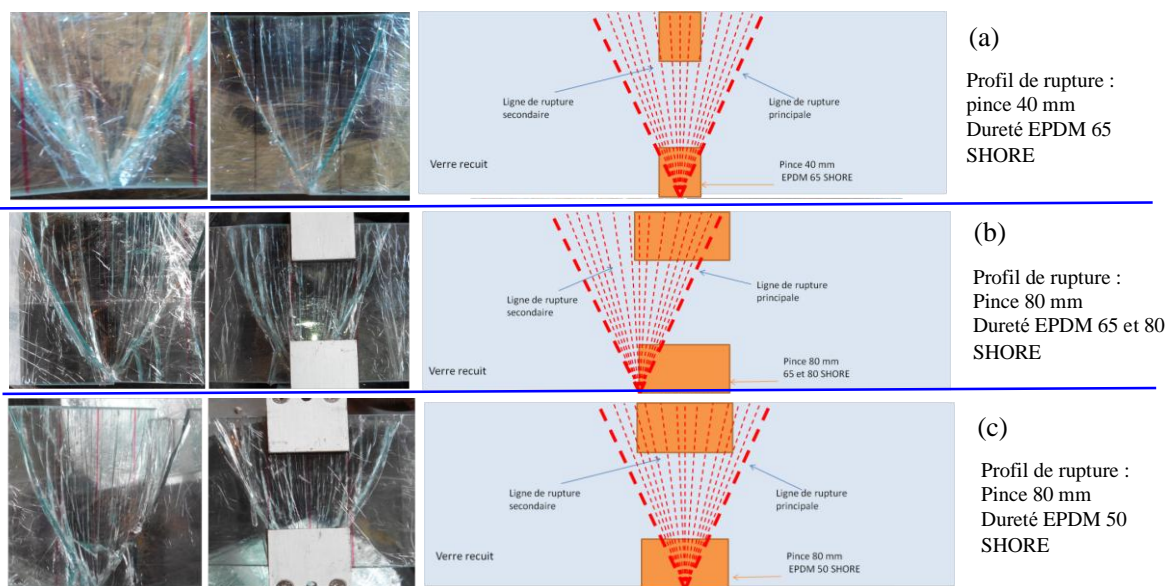 (a)
Profil de rupture :
pince 40 mm
Dureté EPDM 65
SHORE
Ligne de rupture
secondaire
Ligne de rupture
principale
Verre recuit
Pince 40 mm
EPDM 65 SHORE
(b)
Profil de rupture :
Pince 80 mm
Dureté EPDM 65 et 80
SHORE
Ligne de rupture
secondaire
Ligne de rupture
principale
Verre recuit
Pince 80 mm
65 et 80 SHORE
(c)
Profil de rupture :
Pince 80 mm
Dureté EPDM 50
SHORE
Ligne de rupture
secondaire
Ligne de rupture
principale
Verre recuit
Pince 80 mm
EPDM 50 SHORE